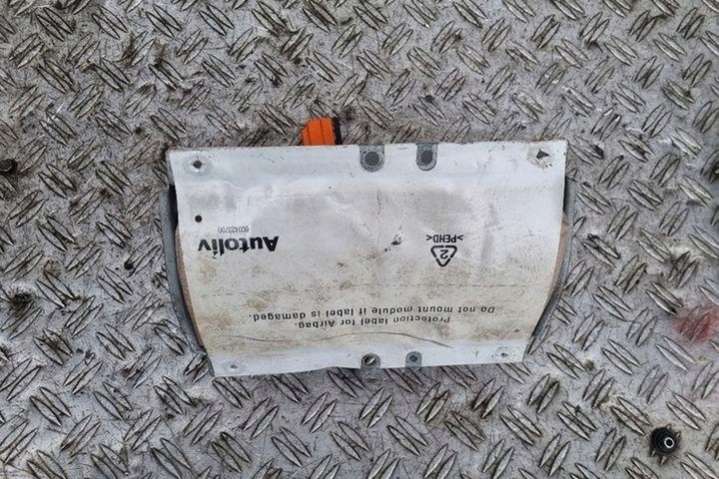 Protection label for Airbag.
Do not mount module if label is damaged.
2
>PEHD<
Autoliv